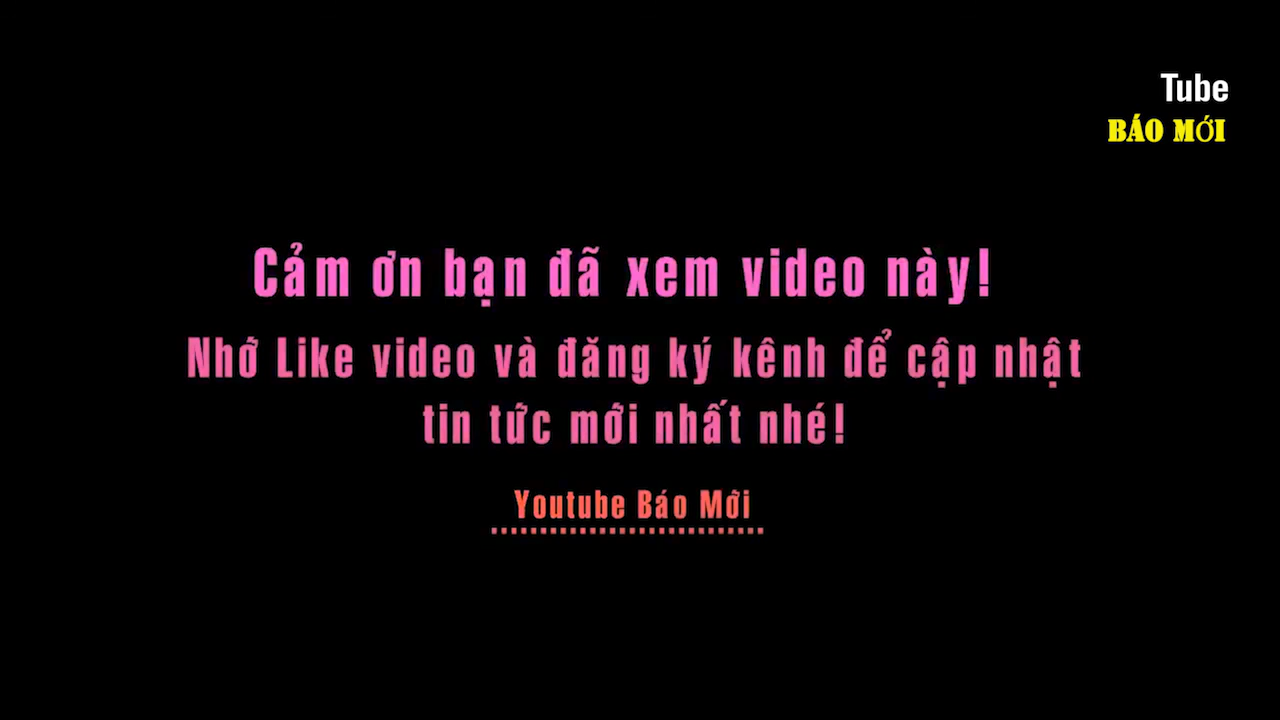 Tube
BÁO MỚI
Cảm ơn bạn đã xem video này!
Nhớ Like video và đăng ký kênh để cập nhật
tin tức mới nhất nhé!
Youtube Báo Mới